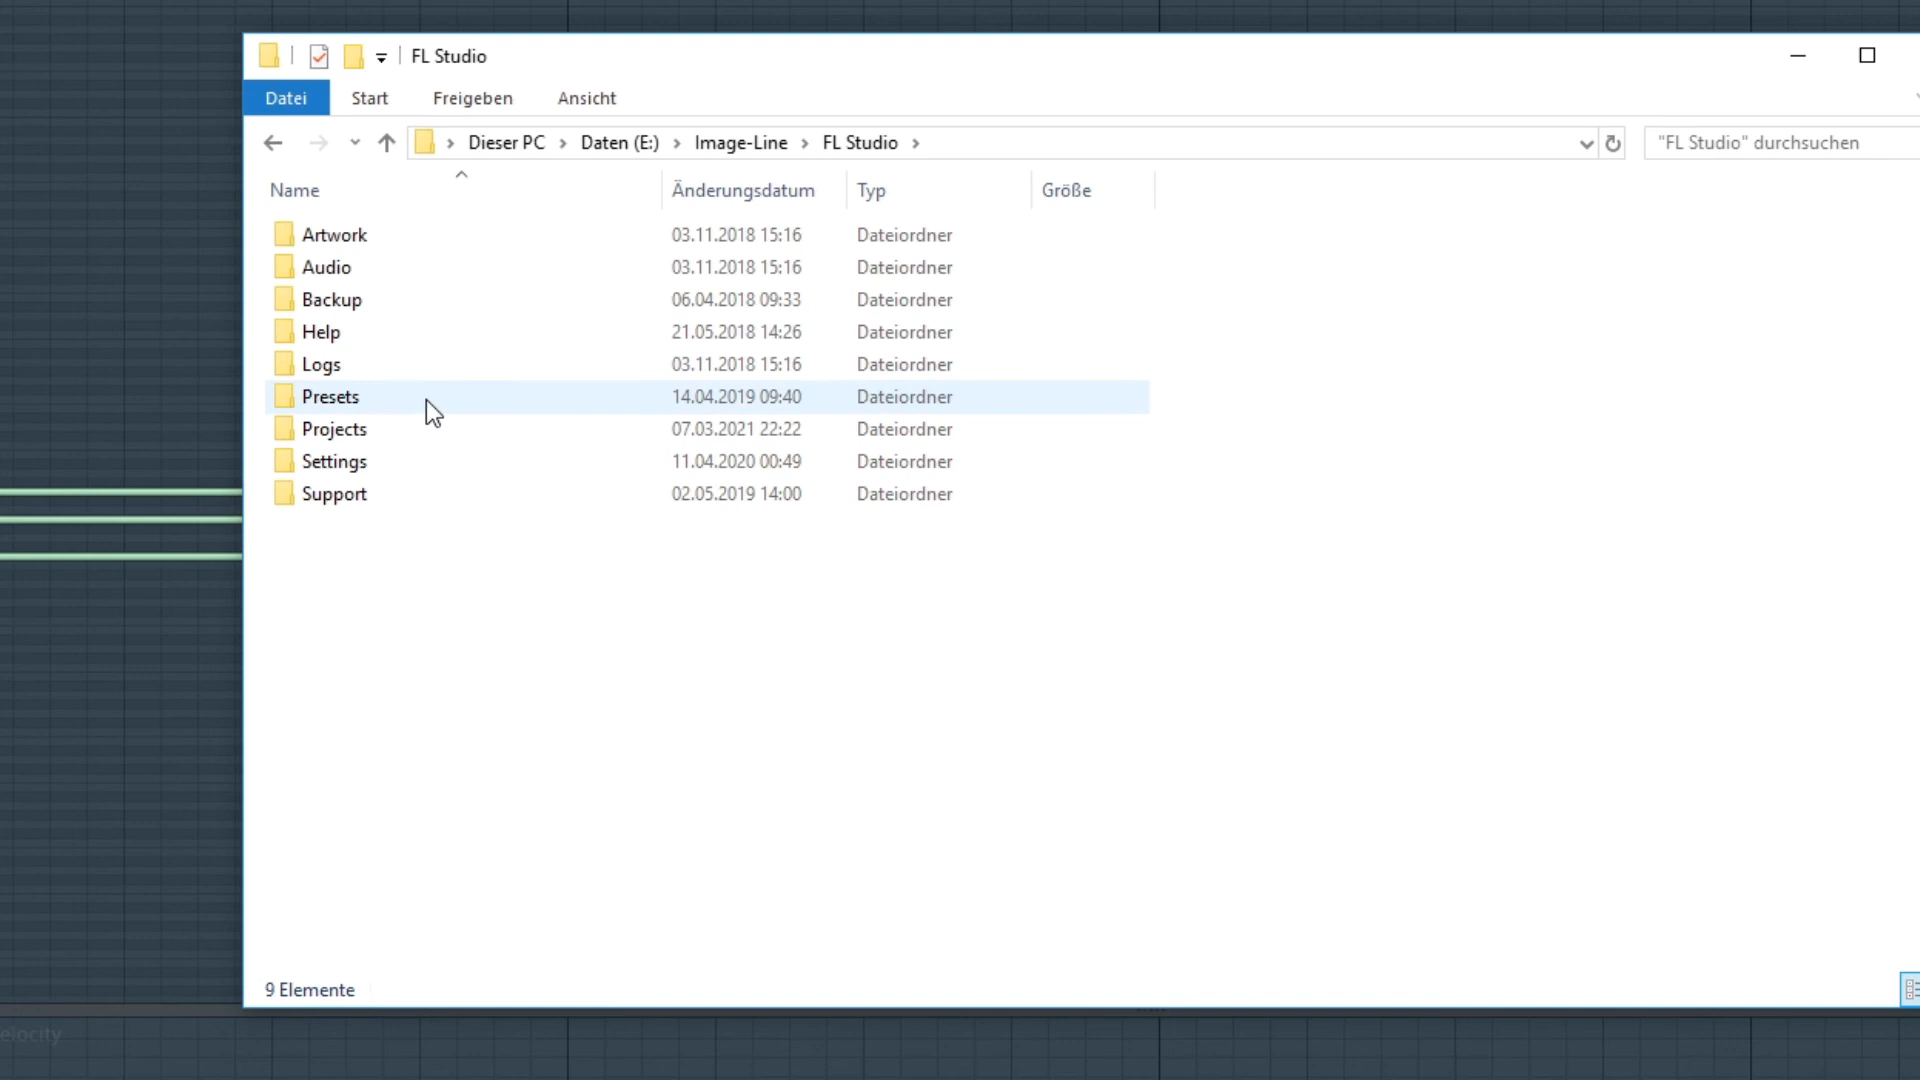 FL Studio
Datei Start Freigeben Ansicht
Dieser PC Daten (E:) Image-Line FL Studio "FL Studio" durchsuchen
Name Änderungsdatum Typ Größe
Artwork 03.11.2018 15:16 Dateiordner
Audio 03.11.2018 15:16 Dateiordner
Backup 06.04.2018 09:33 Dateiordner
Help 21.05.2018 14:26 Dateiordner
Logs 03.11.2018 15:16 Dateiordner
Presets 14.04.2019 09:40 Dateiordner
Projects 07.03.2021 22:22 Dateiordner
Settings 11.04.2020 00:49 Dateiordner
Support 02.05.2019 14:00 Dateiordner
9 Elemente
elocity